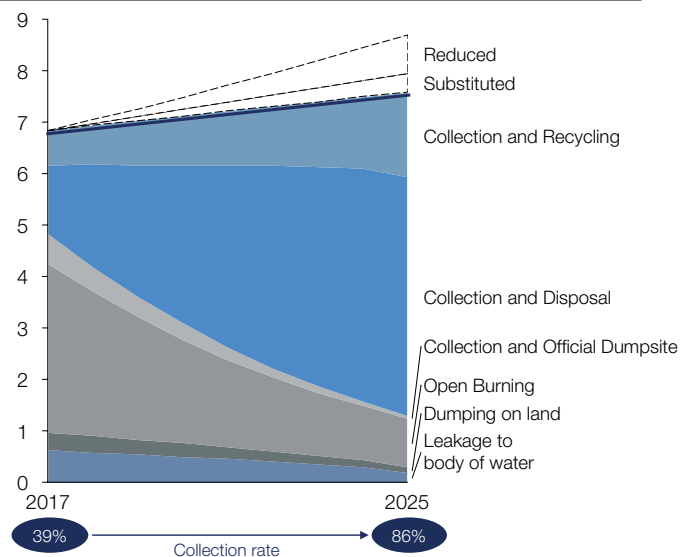 9
8
7
6
5
4
3
2
1
0
Reduced
Substituted
Collection and Recycling
Collection and Disposal
Collection and Official Dumpsite
Open Burning
Dumping on land
Leakage to
body of water
2017
2025
39%
86%
Collection rate